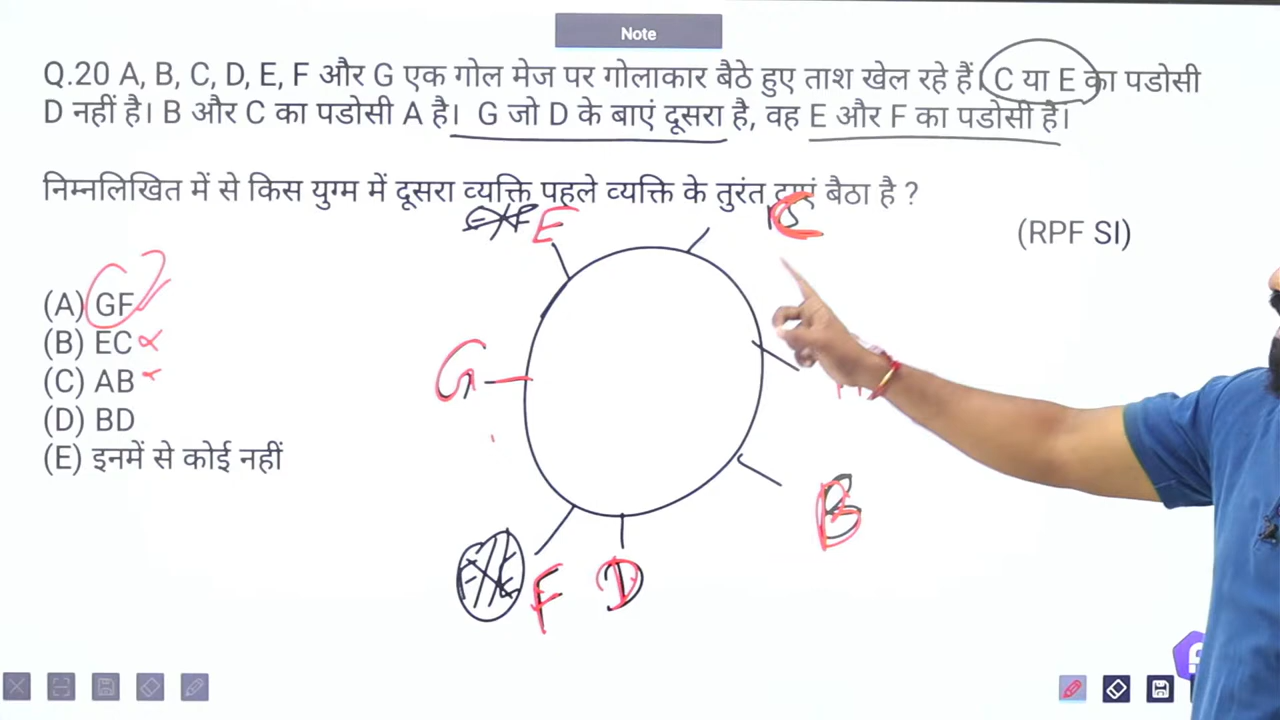 Note
Q.20 A, B, C, D, E, F और G एक गोल मेज पर गोलाकार बैठे हुए ताश खेल रहे हैं। C या E का पडोसी
D नहीं है। B और C का पडोसी A है। G जो D के बाएं दूसरा है, वह E और F का पडोसी है।
निम्नलिखित में से किस युग्म में दूसरा व्यक्ति पहले व्यक्ति के तुरंत दाएं बैठा है ?
(RPF SI)
E C
(A) GF
(B) EC
(C) AB
(D) BD
(E) इनमें से कोई नहीं
G
B
F D